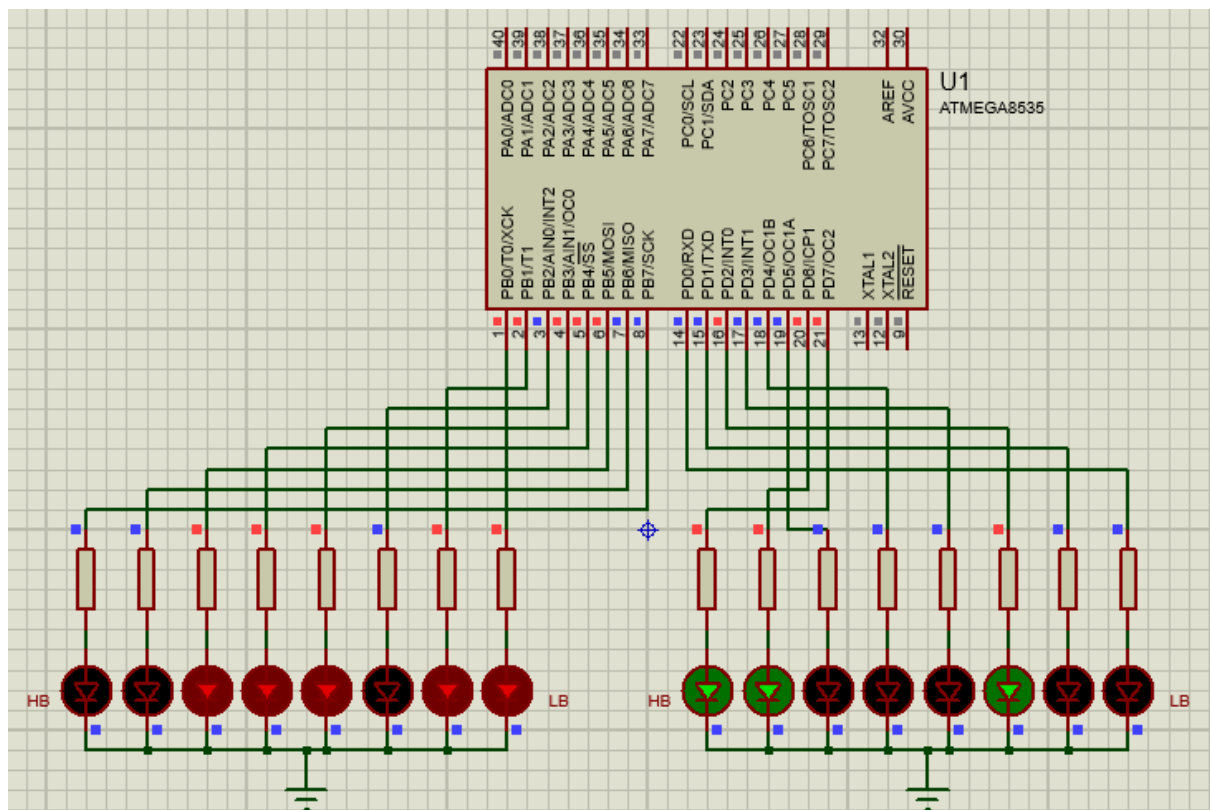 40 39 38 37 36 35 34 33 22 23 24 25 26 27 28 29 32 30
PA0/ADC0
PA1/ADC1
PA2/ADC2
PA3/ADC3
PA4/ADC4
PA5/ADC5
PA6/ADC6
PA7/ADC7
PC0/SCL
PC1/SDA
PC2
PC3
PC4
PC5
PC6/TOSC1
PC7/TOSC2
AREF
AVCC
U1
ATMEGA8535
PB0/T0/XCK
PB1/T1
PB2/AIN0/INT2
PB3/AIN1/OC0
PB4/SS
PB5/MOSI
PB6/MISO
PB7/SCK
PD0/RXD
PD1/TXD
PD2/INT0
PD3/INT1
PD4/OC1B
PD5/OC1A
PD6/ICP1
PD7/OC2
XTAL1
XTAL2
RESET
1 2 3 4 5 6 7 8 14 15 16 17 18 19 20 21 13 12 9
HB LB HB LB